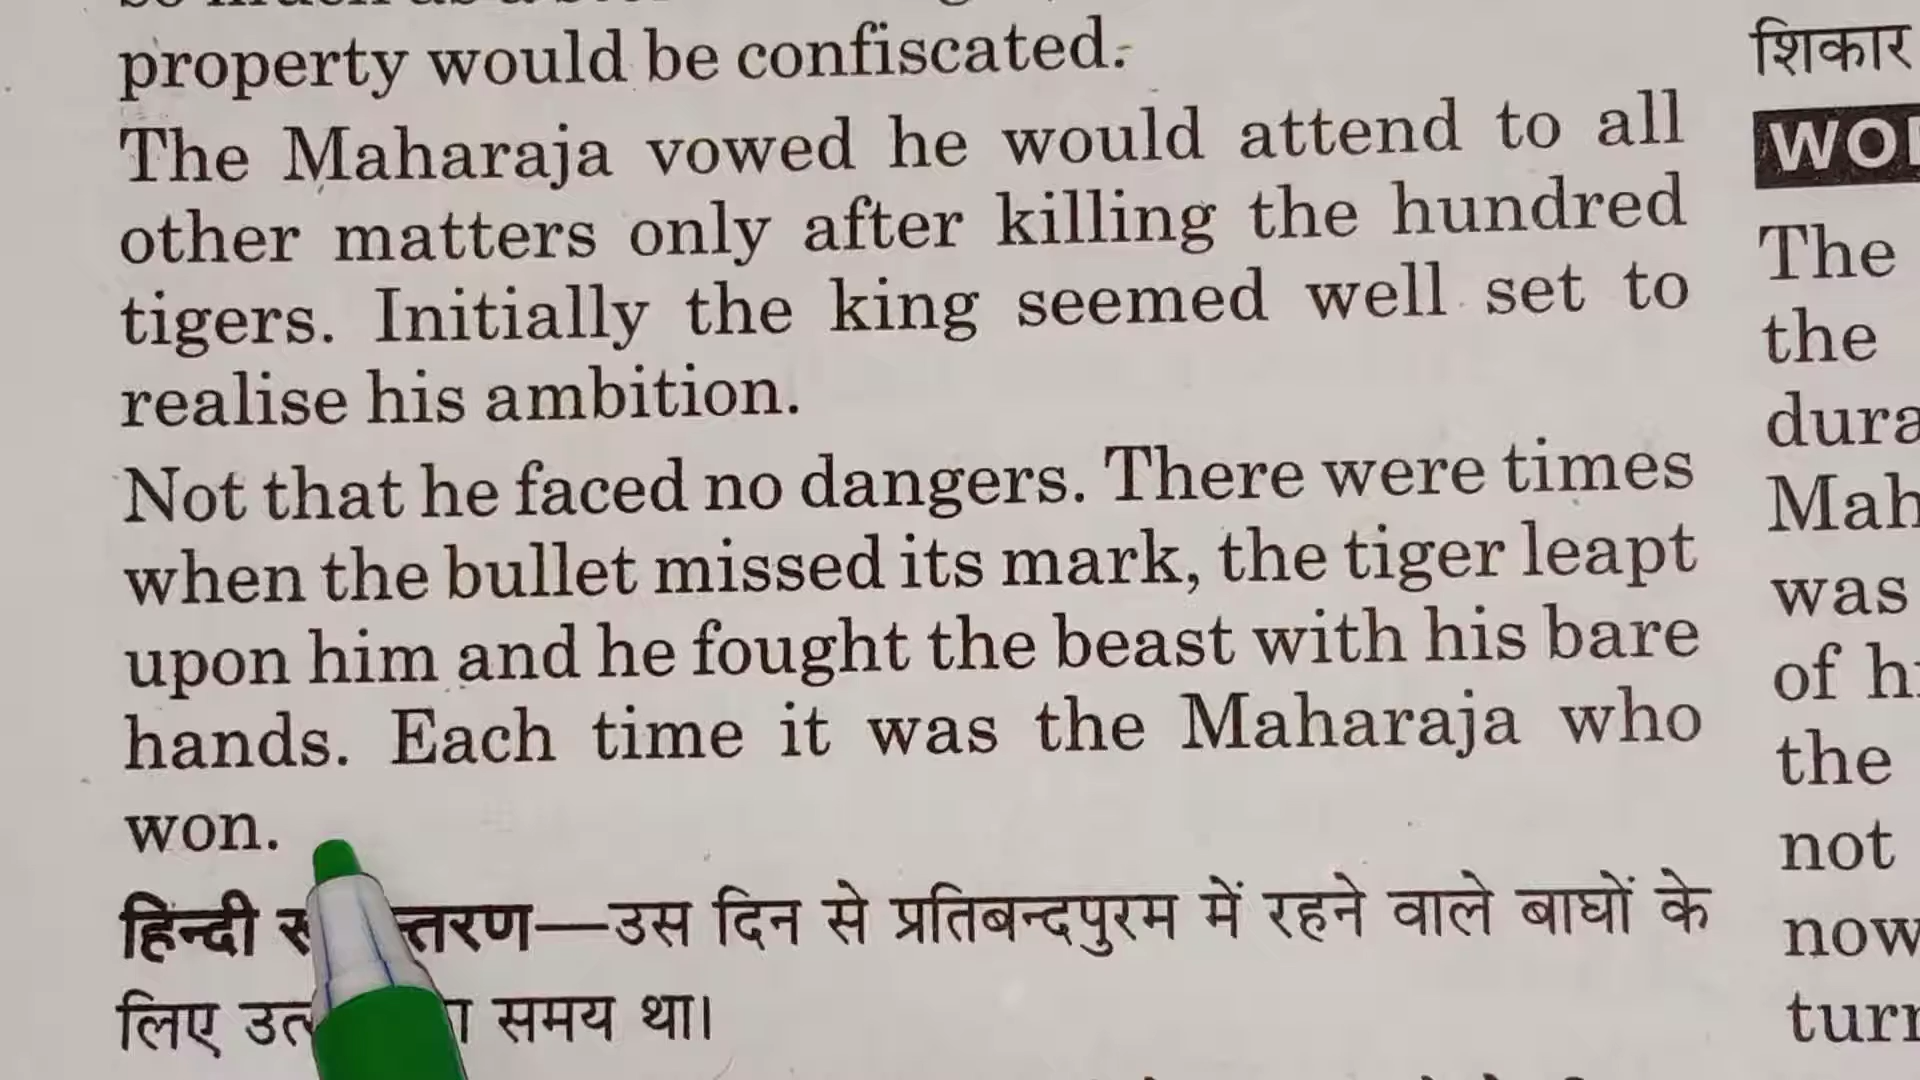 property would be confiscated.
The Maharaja vowed he would attend to all
other matters only after killing the hundred
tigers. Initially the king seemed well set to
realise his ambition.
Not that he faced no dangers. There were times
when the bullet missed its mark, the tiger leapt
upon him and he fought the beast with his bare
hands. Each time it was the Maharaja who
won.
हिन्दी —उस दिन से प्रतिबन्दपुरम में रहने वाले बाघों के
लिए समय था।
शिकार
The
the
was
the
not
now